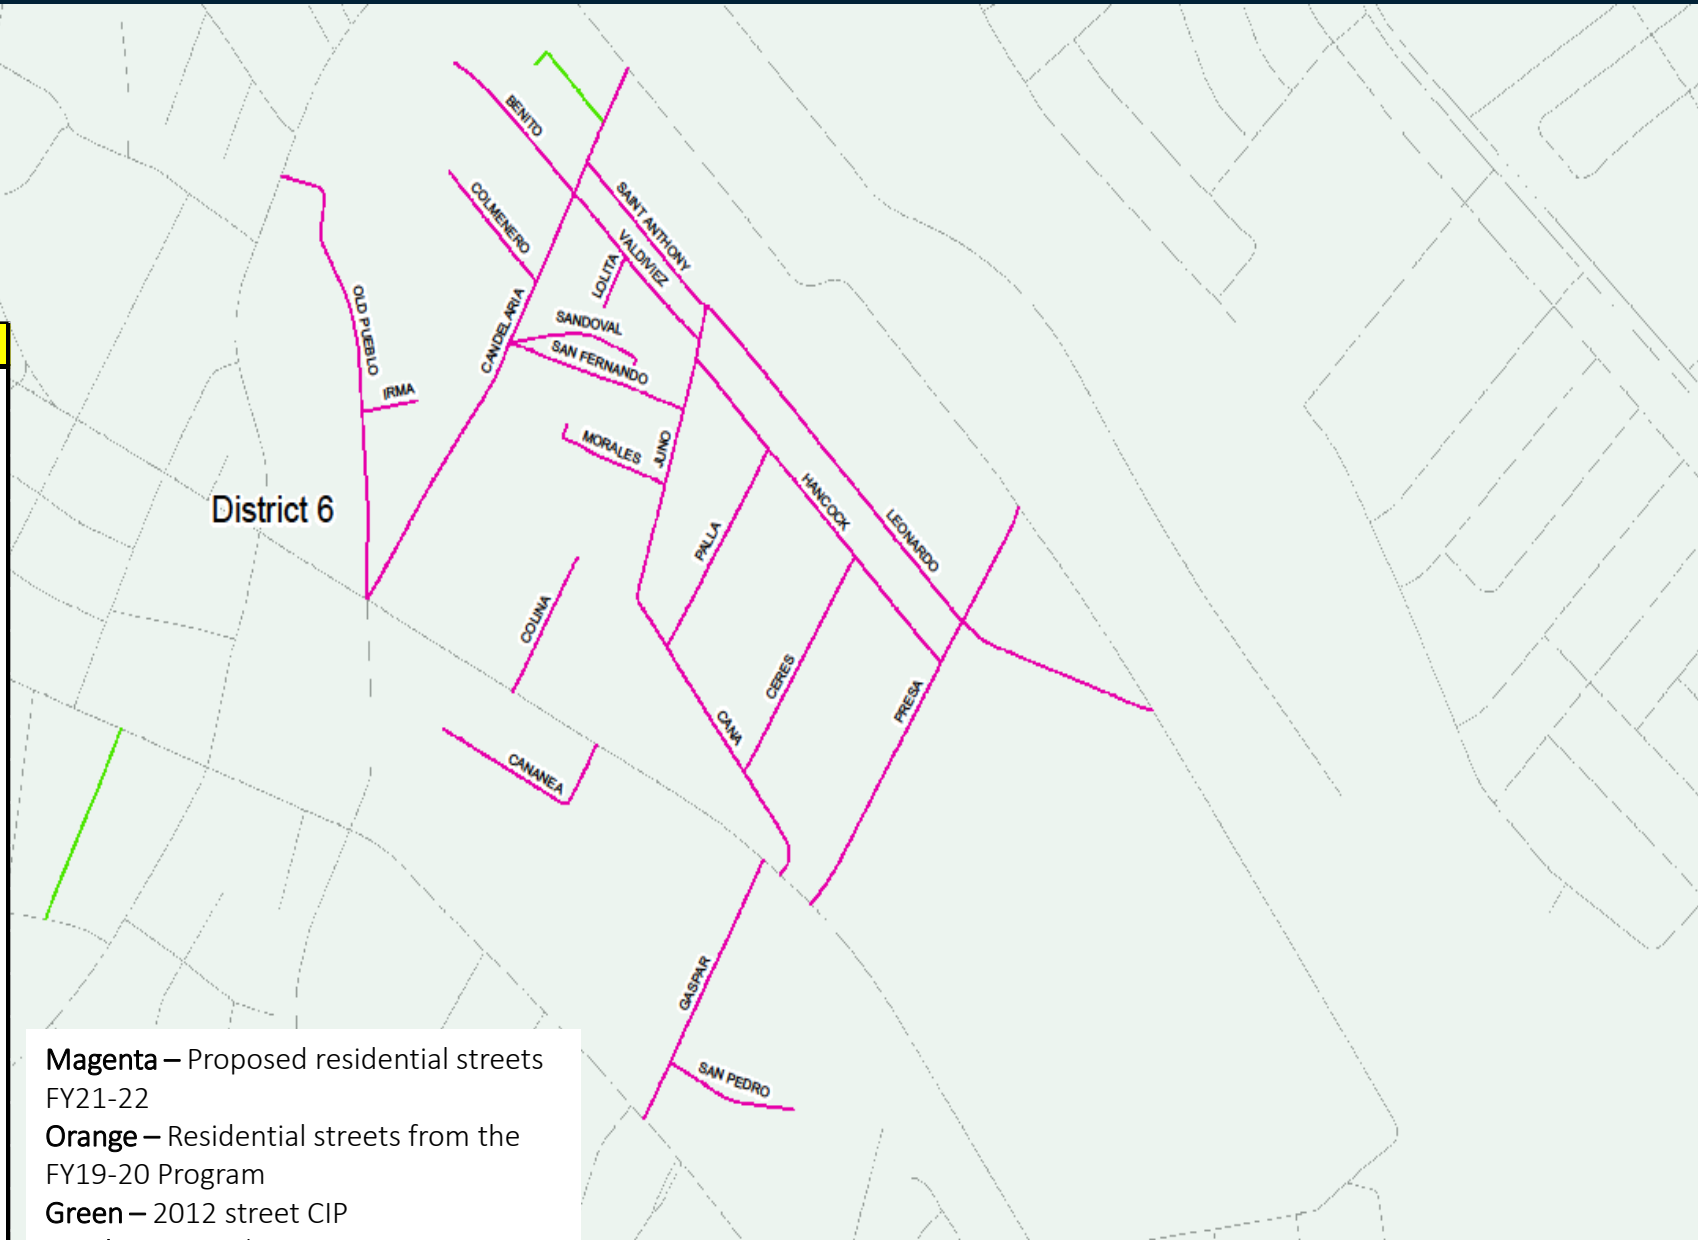 BENITO
SAINT ANTHONY
COLMENERO
VALDIVIEZ
LOLITA
OLD PUEBLO
CANDELARIA
SANDOVAL
SAN FERNANDO
IRMA
MORALES
JUNO
HANCOCK
District 6
LEONARDO
PALLA
COLINA
CERES
PRESA
CANA
CANANEA
GASPAR
SAN PEDRO
Magenta – Proposed residential streets
FY21-22
Orange – Residential streets from the
FY19-20 Program
Green – 2012 street CIP